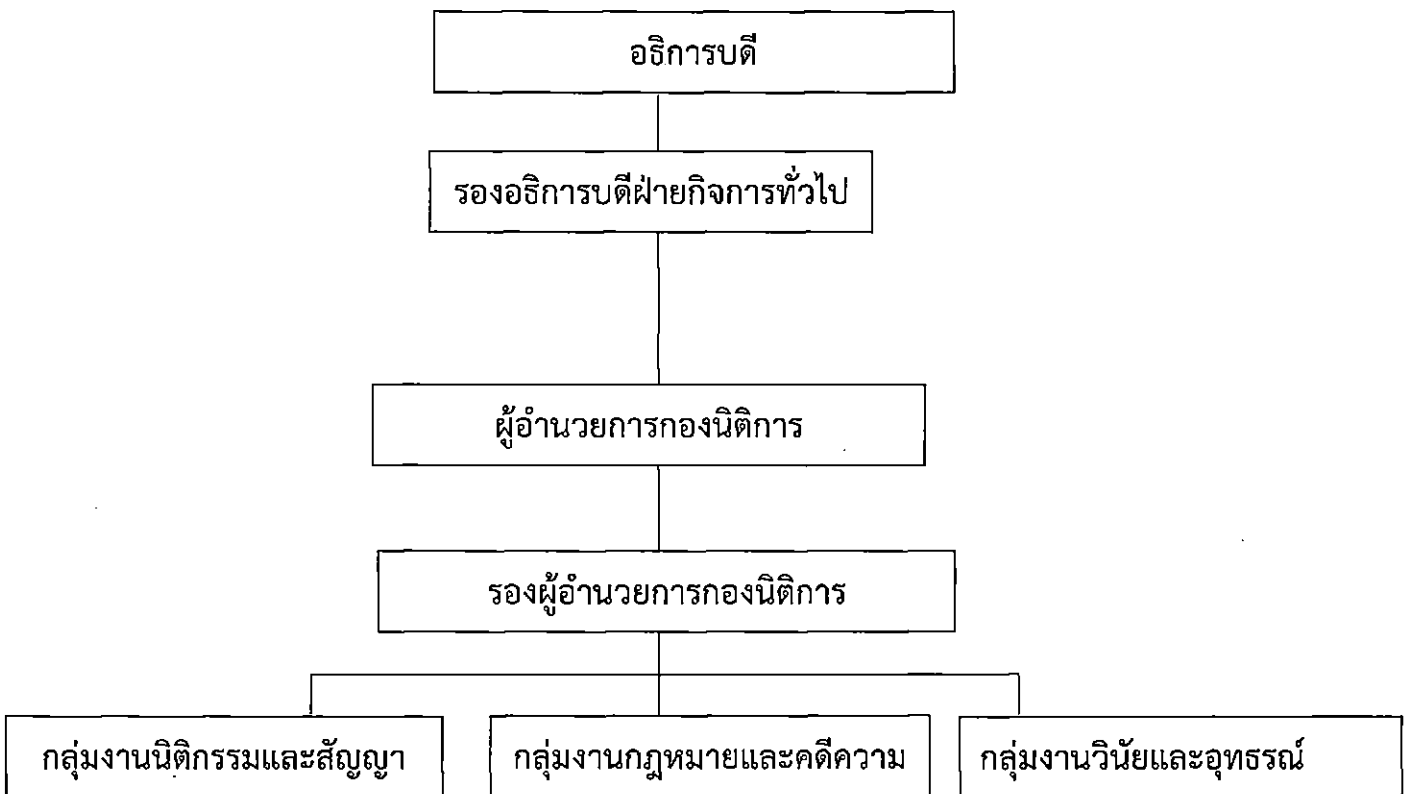 อธิการบดี
รองอธิการบดีฝ่ายกิจการทั่วไป
ผู้อำนวยการกองนิติการ
รองผู้อำนวยการกองนิติการ
กลุ่มงานนิติกรรมและสัญญา
กลุ่มงานกฎหมายและคดีความ
กลุ่มงานวินัยและอุทธรณ์